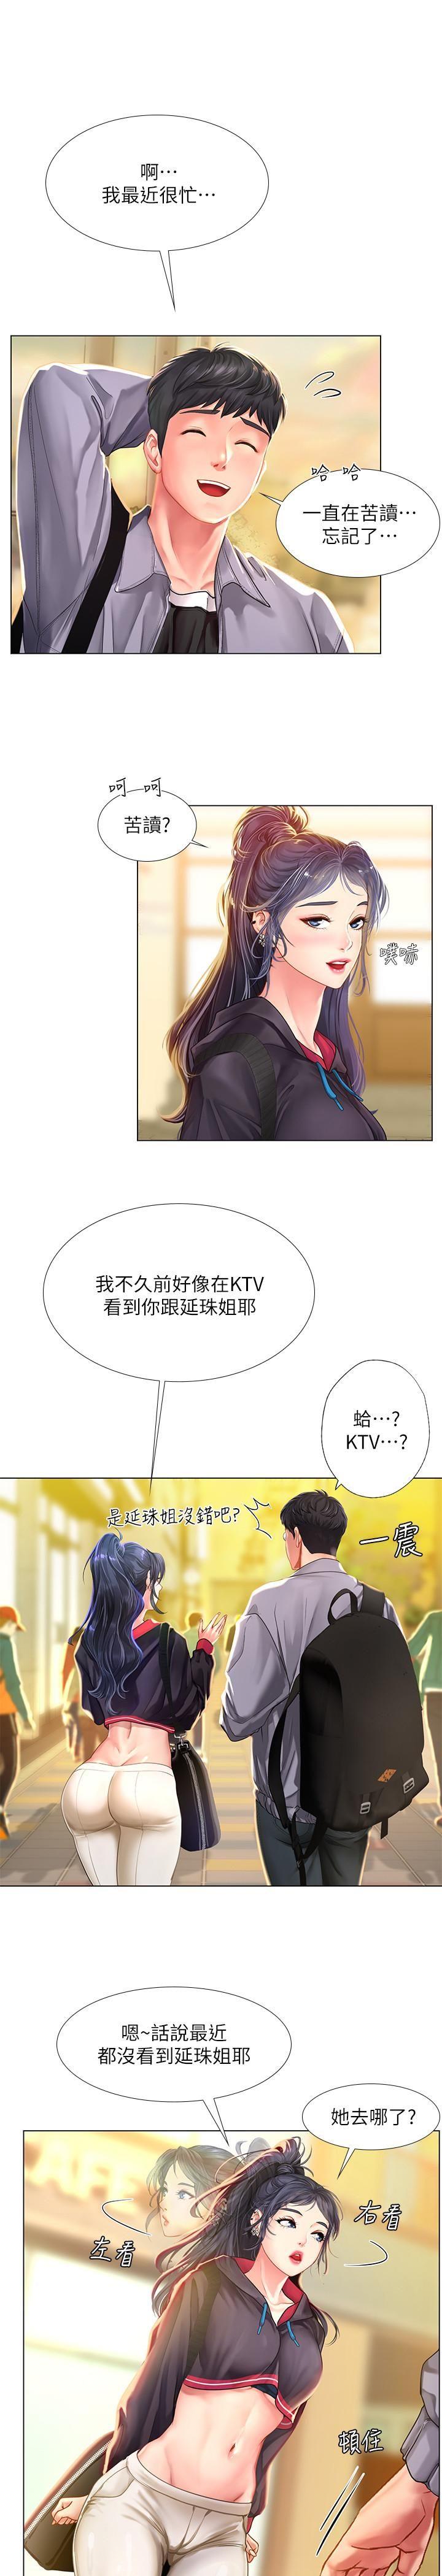 啊…
我最近很忙…
哈 哈
一直在苦讀…
忘記了…
呵 呵
苦讀?
噗哧
我不久前好像在KTV
看到你跟延珠姐耶
蛤…?
KTV…?
是延珠姐沒錯吧?
一震
嗯~話說最近
都沒看到延珠姐耶
她去哪了?
右看
左看
頓住